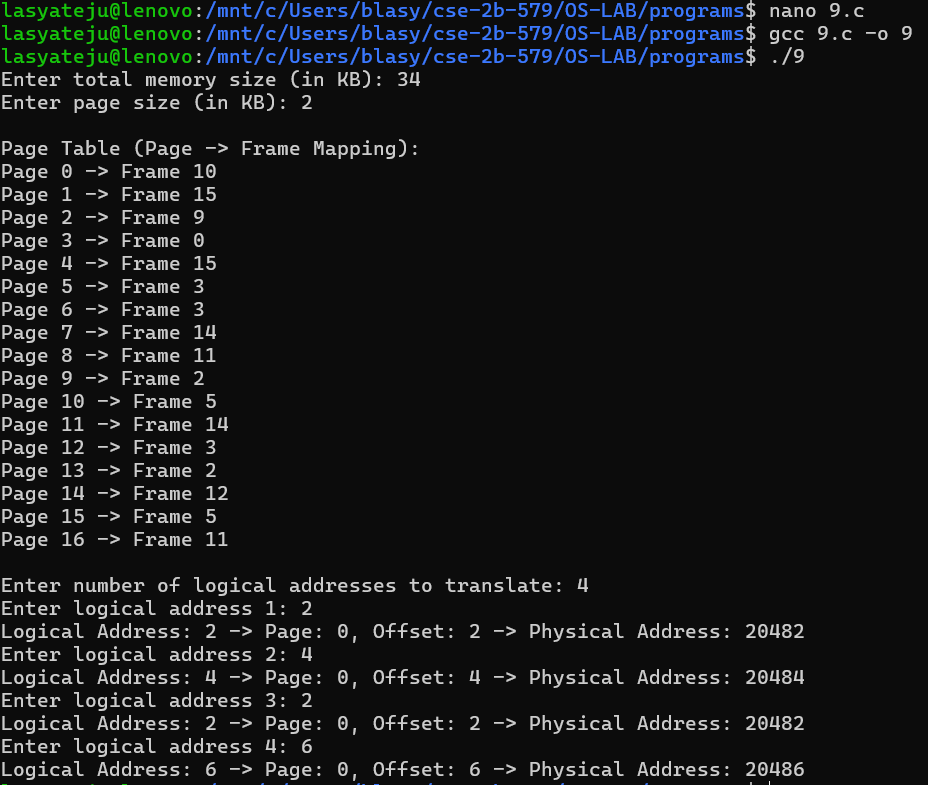 lasyateju@lenovo:/mnt/c/Users/blasy/cse-2b-579/OS-LAB/programs$ nano 9.c
lasyateju@lenovo:/mnt/c/Users/blasy/cse-2b-579/OS-LAB/programs$ gcc 9.c -o 9
lasyateju@lenovo:/mnt/c/Users/blasy/cse-2b-579/OS-LAB/programs$ ./9
Enter total memory size (in KB): 34
Enter page size (in KB): 2
Page Table (Page -> Frame Mapping):
Page 0 -> Frame 10
Page 1 -> Frame 15
Page 2 -> Frame 9
Page 3 -> Frame 0
Page 4 -> Frame 15
Page 5 -> Frame 3
Page 6 -> Frame 3
Page 7 -> Frame 14
Page 8 -> Frame 11
Page 9 -> Frame 2
Page 10 -> Frame 5
Page 11 -> Frame 14
Page 12 -> Frame 3
Page 13 -> Frame 2
Page 14 -> Frame 12
Page 15 -> Frame 5
Page 16 -> Frame 11
Enter number of logical addresses to translate: 4
Enter logical address 1: 2
Logical Address: 2 -> Page: 0, Offset: 2 -> Physical Address: 20482
Enter logical address 2: 4
Logical Address: 4 -> Page: 0, Offset: 4 -> Physical Address: 20484
Enter logical address 3: 2
Logical Address: 2 -> Page: 0, Offset: 2 -> Physical Address: 20482
Enter logical address 4: 6
Logical Address: 6 -> Page: 0, Offset: 6 -> Physical Address: 20486